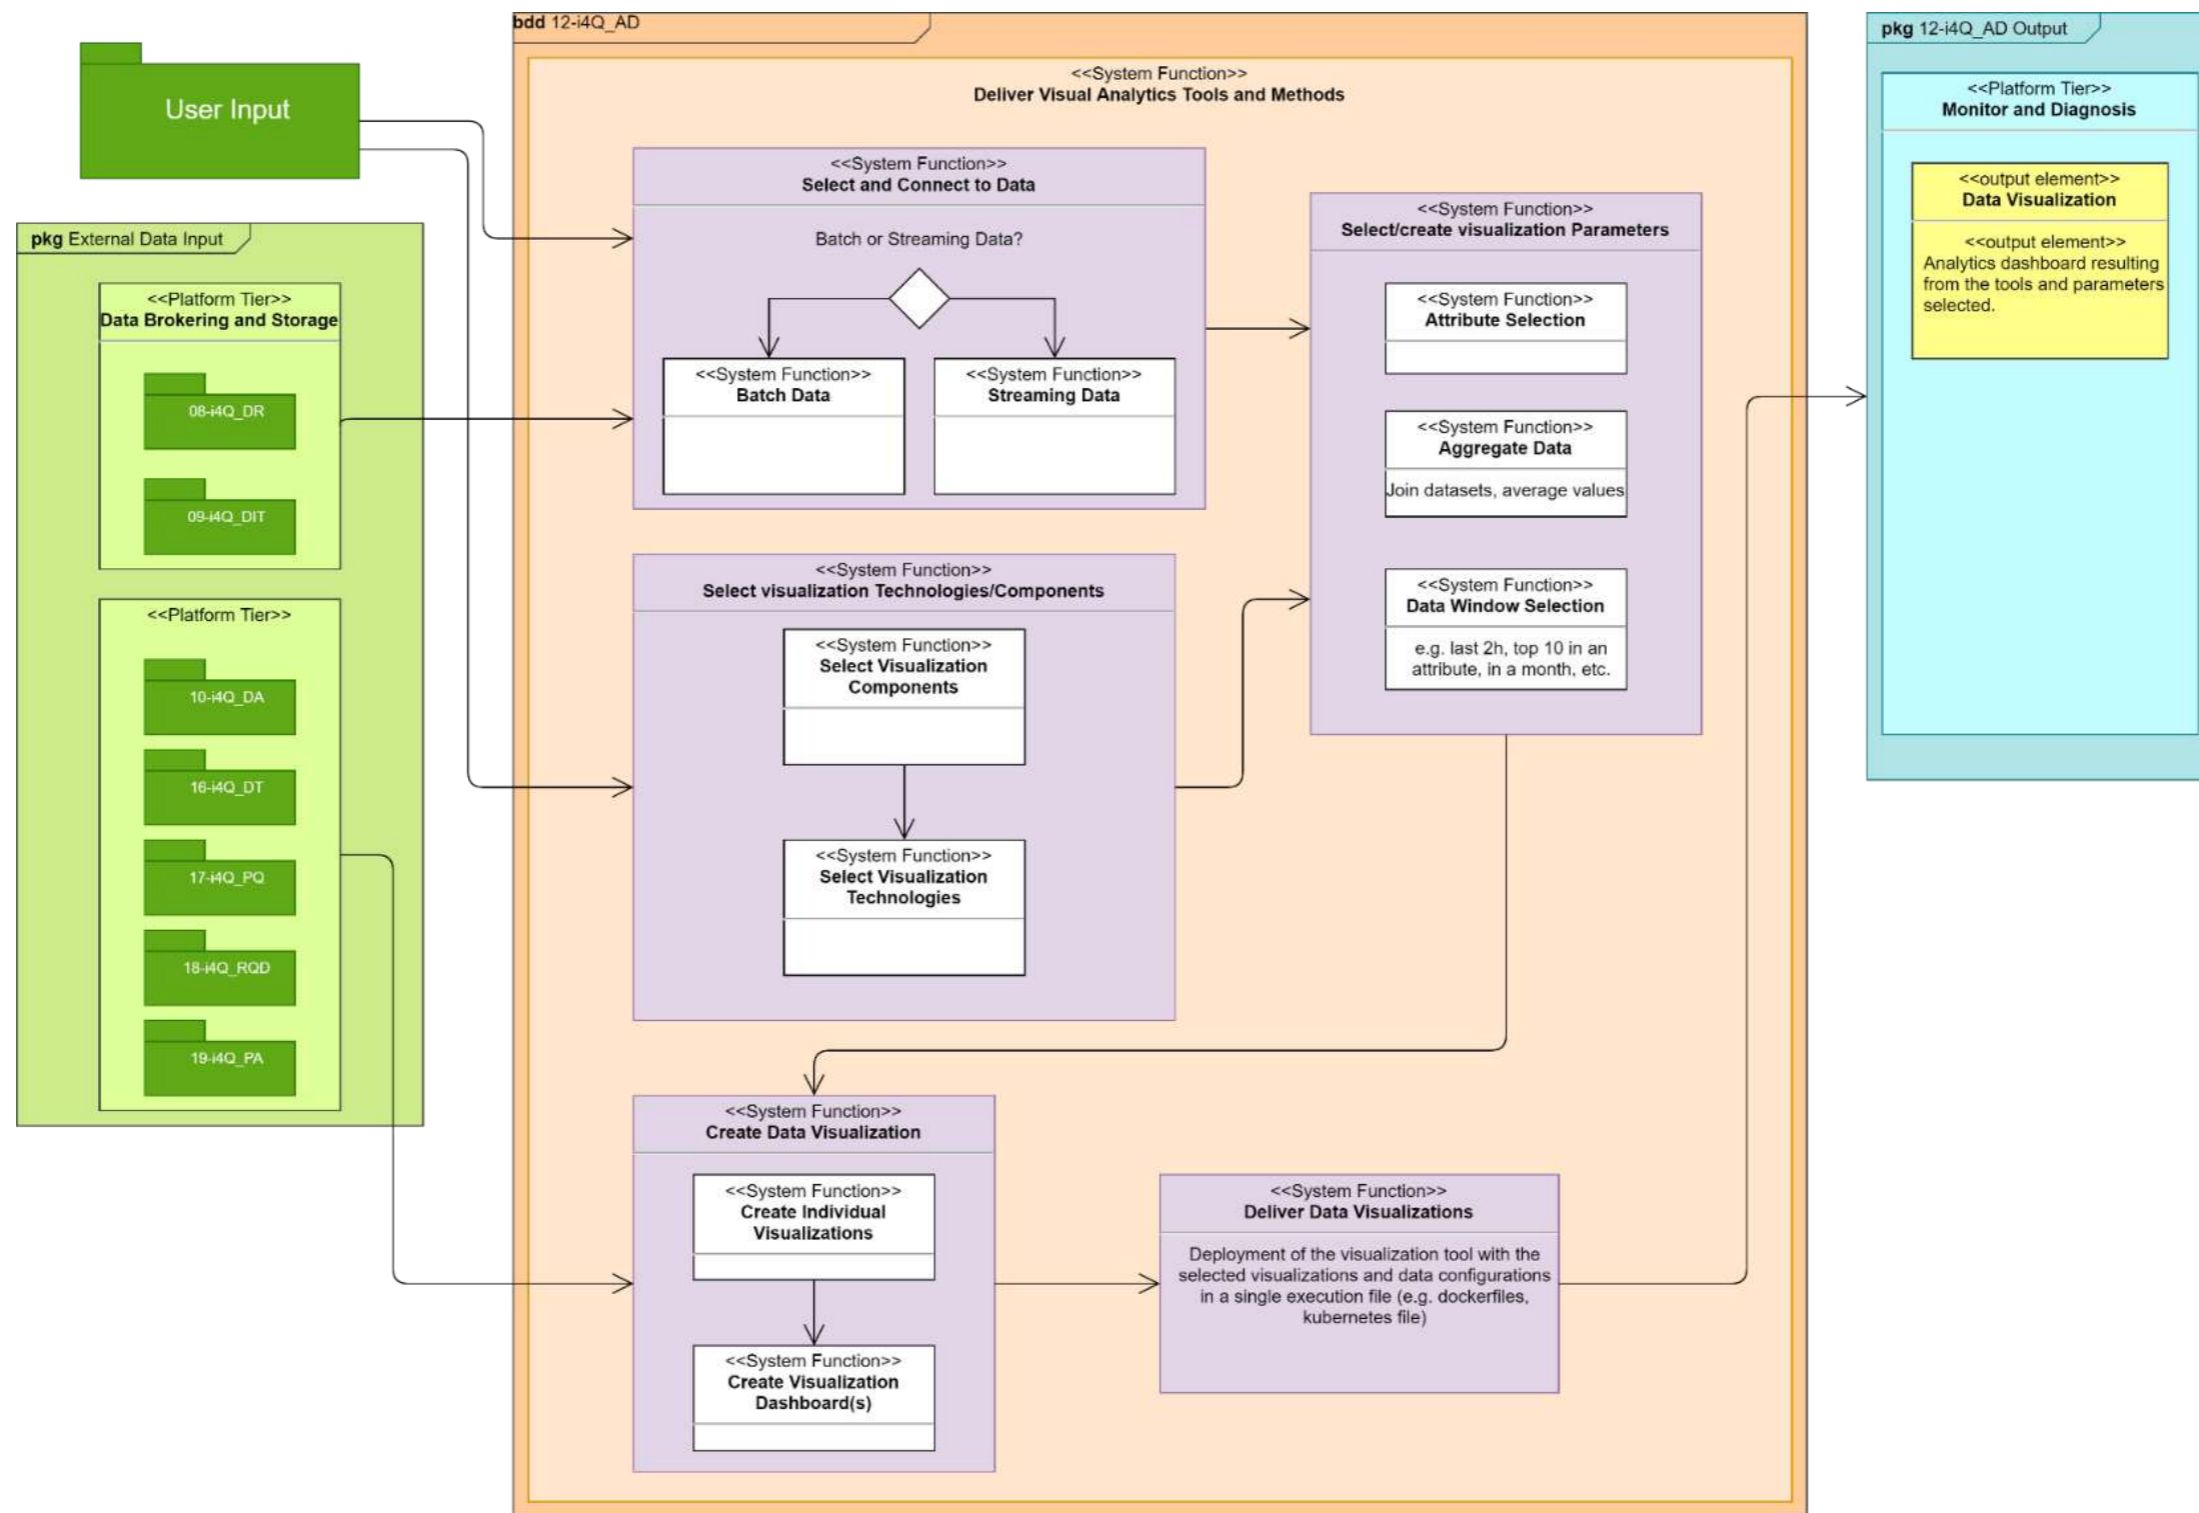 User Input
pkg External Data Input
<<Platform Tier>>
Data Brokering and Storage
08-i4Q_DR
09-i4Q_DIT
<<Platform Tier>>
10-i4Q_DA
16-i4Q_DT
17-i4Q_PQ
18-i4Q_RQD
19-i4Q_PA
bdd 12-i4Q_AD
<<System Function>>
Deliver Visual Analytics Tools and Methods
<<System Function>>
Select and Connect to Data
Batch or Streaming Data?
<<System Function>>
Batch Data
<<System Function>>
Streaming Data
<<System Function>>
Select visualization Technologies/Components
<<System Function>>
Select Visualization
Components
<<System Function>>
Select Visualization
Technologies
<<System Function>>
Select/create visualization Parameters
<<System Function>>
Attribute Selection
<<System Function>>
Aggregate Data
Join datasets, average values
<<System Function>>
Data Window Selection
e.g. last 2h, top 10 in an
attribute, in a month, etc.
<<System Function>>
Create Data Visualization
<<System Function>>
Create Individual
Visualizations
<<System Function>>
Create Visualization
Dashboard(s)
<<System Function>>
Deliver Data Visualizations
Deployment of the visualization tool with the
selected visualizations and data configurations
in a single execution file (e.g. dockerfiles,
kubernetes file)
pkg 12-i4Q_AD Output
<<Platform Tier>>
Monitor and Diagnosis
<<output element>>
Data Visualization
<<output element>>
Analytics dashboard resulting
from the tools and parameters
selected.